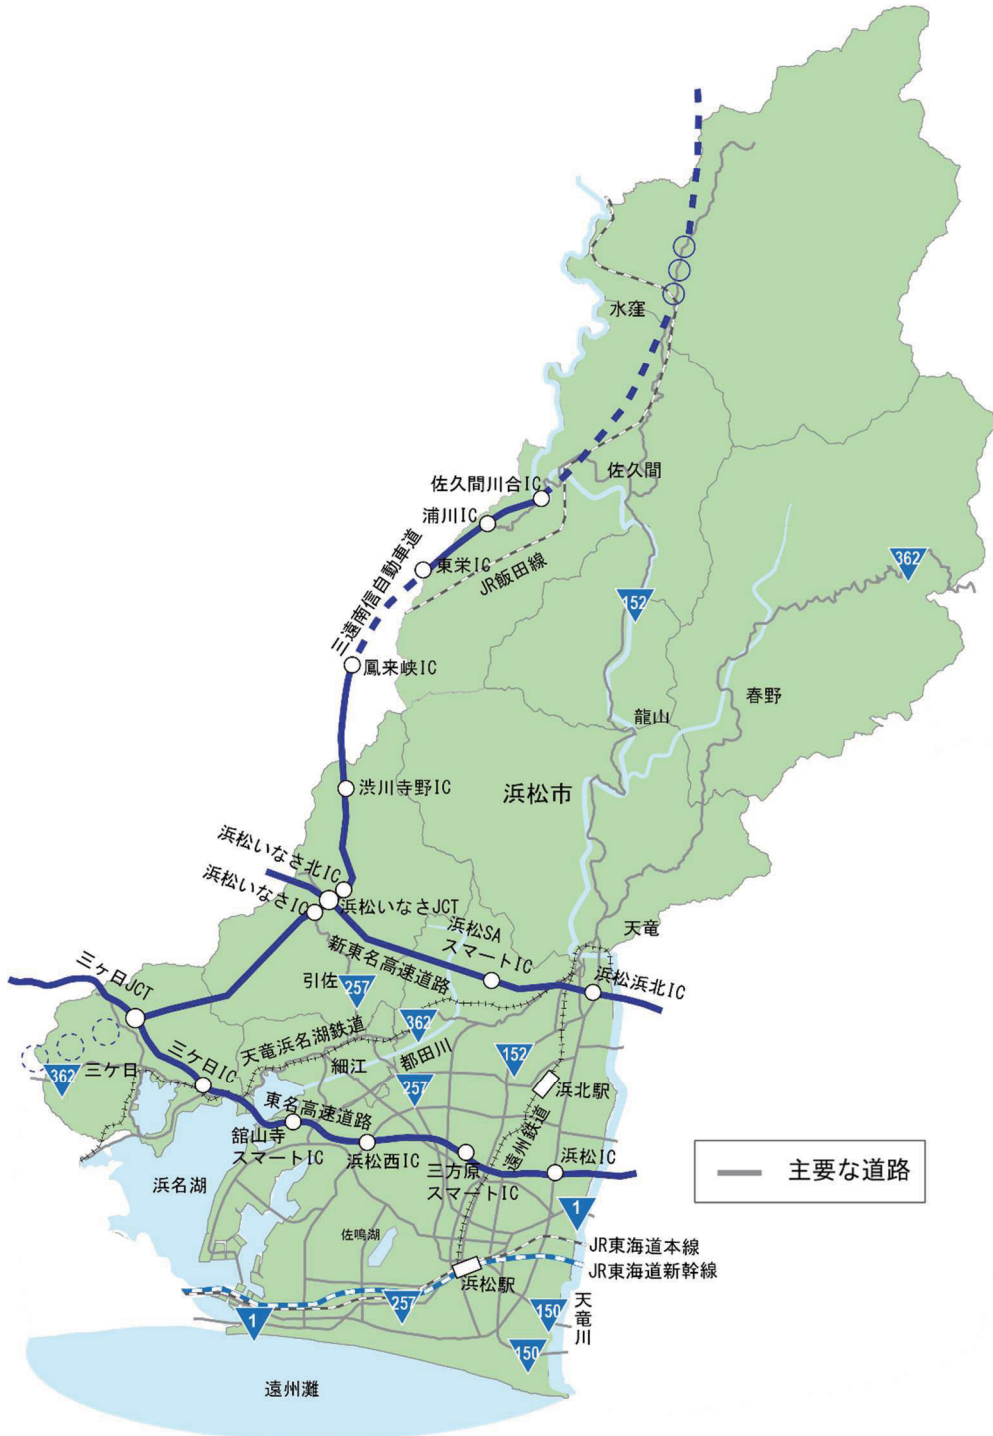 水窪
佐久間
佐久間川合IC
浦川IC
東栄IC
三遠南信自動車道
JR飯田線
362
152
鳳来峡IC
春野
龍山
渋川寺野IC
浜松市
浜松いなさ北IC
浜松いなさIC
浜松いなさJCT
浜松SA
スマートIC
新東名高速道路
天竜
引佐
257
浜松浜北IC
三ケ日JCT
362
天竜浜名湖鉄道
都田川
152
三ケ日IC
三ケ日
362
細江
257
浜北駅
東名高速道路
遠州鉄道
舘山寺
スマートIC
浜松西IC
三方原
スマートIC
浜松IC
主要な道路
浜名湖
1
佐鳴湖
JR東海道本線
JR東海道新幹線
浜松駅
257
1
150
天竜川
150
遠州灘